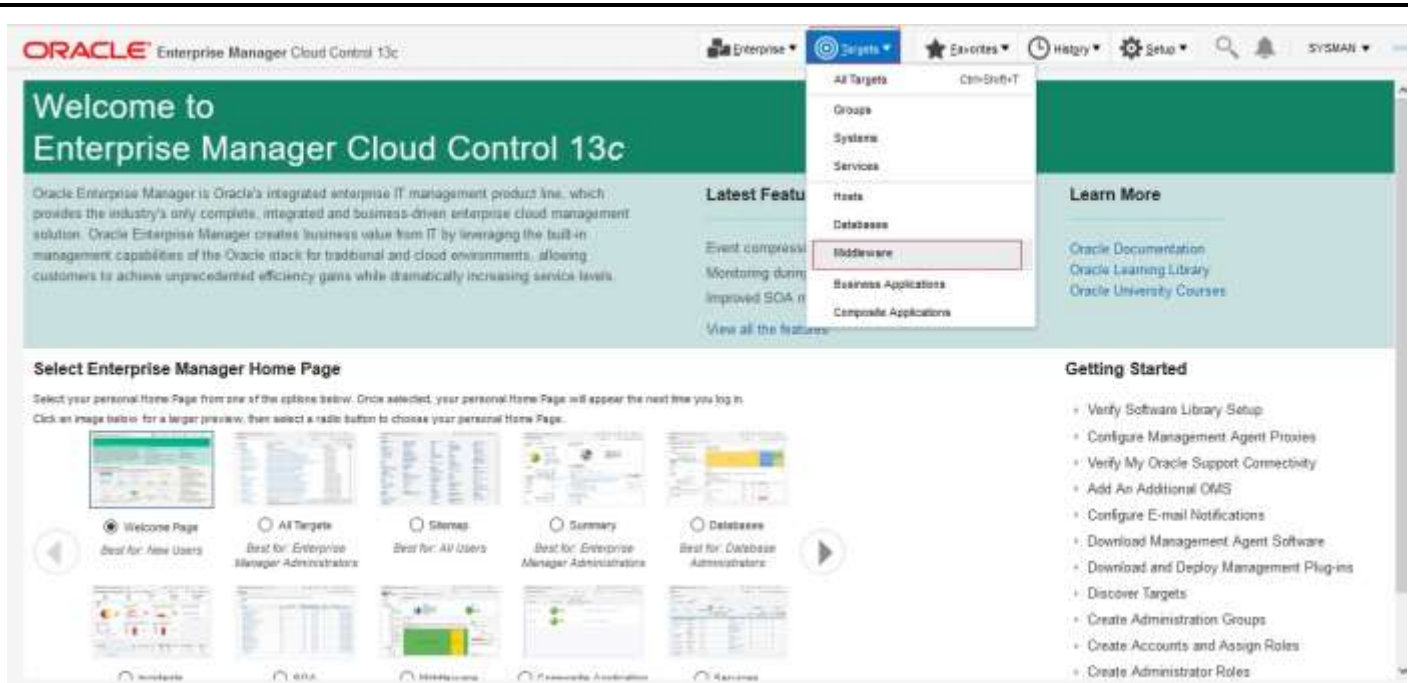 ORACLE® Enterprise Manager Cloud Control 13c
Enterprise ▾ Targets ▾ Favorites ▾ History ▾ Setup ▾ SYSMAN ▾
All Targets Ctrl+Shift+T
Groups
Systems
Services
Hosts
Databases
Middleware
Business Applications
Composite Applications
Welcome to
Enterprise Manager Cloud Control 13c
Oracle Enterprise Manager is Oracle's integrated enterprise IT management product line, which
provides the industry's only complete, integrated and business-driven enterprise cloud management
solution. Oracle Enterprise Manager creates business value from IT by leveraging the built-in
management capabilities of the Oracle stack for traditional and cloud environments, allowing
customers to achieve unprecedented efficiency gains while dramatically increasing service levels.
Latest Featu
Event compressi
Monitoring during
Improved SOA m
View all the features
Learn More
Oracle Documentation
Oracle Learning Library
Oracle University Courses
Select Enterprise Manager Home Page
Select your personal Home Page from one of the options below. Once selected, your personal Home Page will appear the next time you log in.
Click an image below for a larger preview, then select a radio button to choose your personal Home Page.
Welcome Page
Best for: New Users
All Targets
Best for: Enterprise
Manager Administrators
Sitemap
Best for: All Users
Summary
Best for: Enterprise
Manager Administrators
Databases
Best for: Database
Administrators
Incidents
SOA
Middleware
Composite Application
Services
Getting Started
Verify Software Library Setup
Configure Management Agent Proxies
Verify My Oracle Support Connectivity
Add An Additional OMS
Configure E-mail Notifications
Download Management Agent Software
Download and Deploy Management Plug-ins
Discover Targets
Create Administration Groups
Create Accounts and Assign Roles
Create Administrator Roles